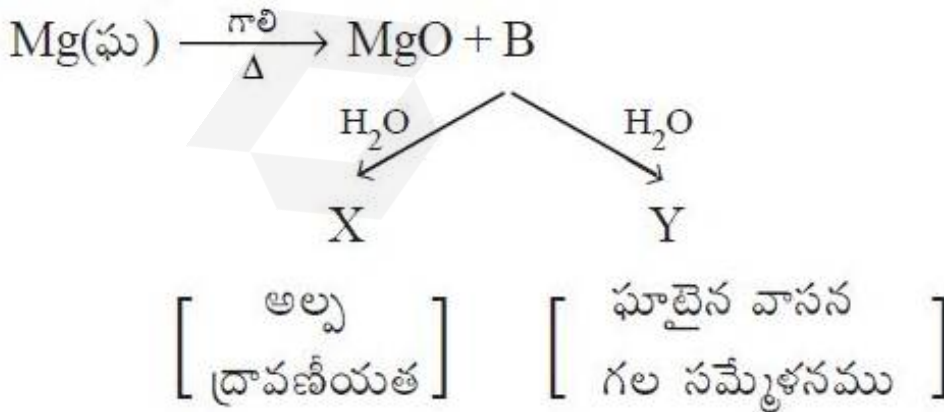 Mg(ఘ) గాలి Δ → MgO + B
H₂O H₂O
X Y
[ అల్ప ద్రావణీయత ] [ ఘాటైన వాసన గల సమ్మేళనము ]